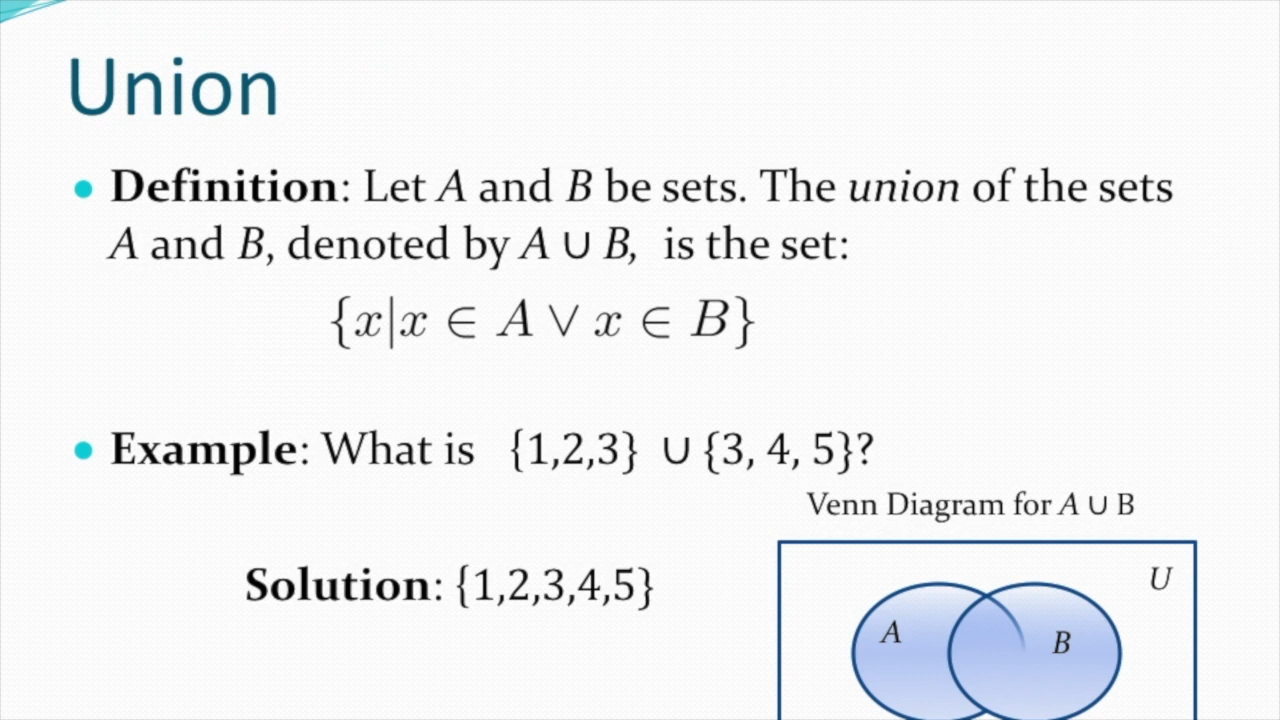 Union
• Definition: Let A and B be sets. The union of the sets
A and B, denoted by A ∪ B, is the set:
{x|x ∈ A ∨ x ∈ B}
• Example: What is {1,2,3} ∪ {3, 4, 5}?
Venn Diagram for A ∪ B
Solution: {1,2,3,4,5}
U
A
B